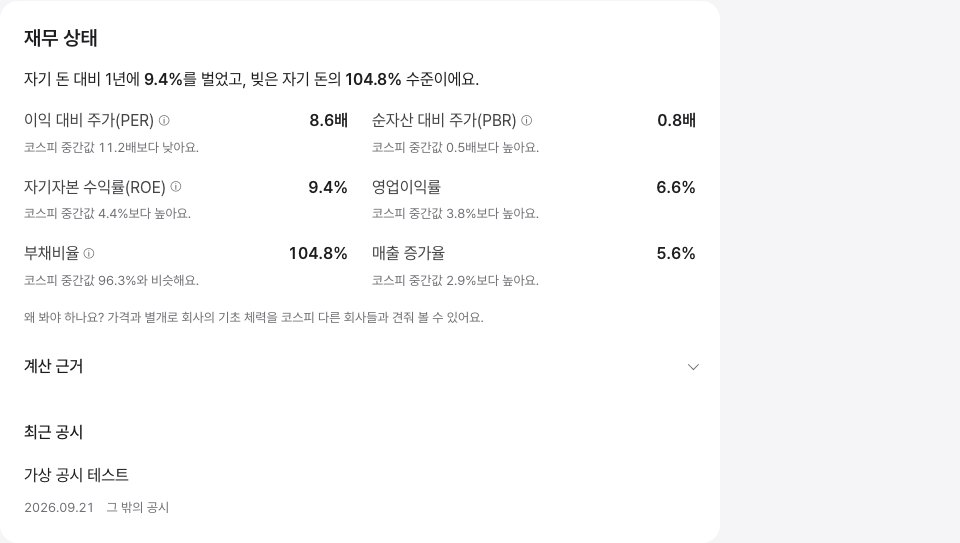 재무 상태
자기 돈 대비 1년에 9.4%를 벌었고, 빚은 자기 돈의 104.8% 수준이에요.
이익 대비 주가(PER) ⓘ 8.6배
코스피 중간값 11.2배보다 낮아요.
순자산 대비 주가(PBR) ⓘ 0.8배
코스피 중간값 0.5배보다 높아요.
자기자본 수익률(ROE) ⓘ 9.4%
코스피 중간값 4.4%보다 높아요.
영업이익률 6.6%
코스피 중간값 3.8%보다 높아요.
부채비율 ⓘ 104.8%
코스피 중간값 96.3%와 비슷해요.
매출 증가율 5.6%
코스피 중간값 2.9%보다 높아요.
왜 봐야 하나요? 가격과 별개로 회사의 기초 체력을 코스피 다른 회사들과 견줘 볼 수 있어요.
계산 근거
최근 공시
가상 공시 테스트
2026.09.21 그 밖의 공시